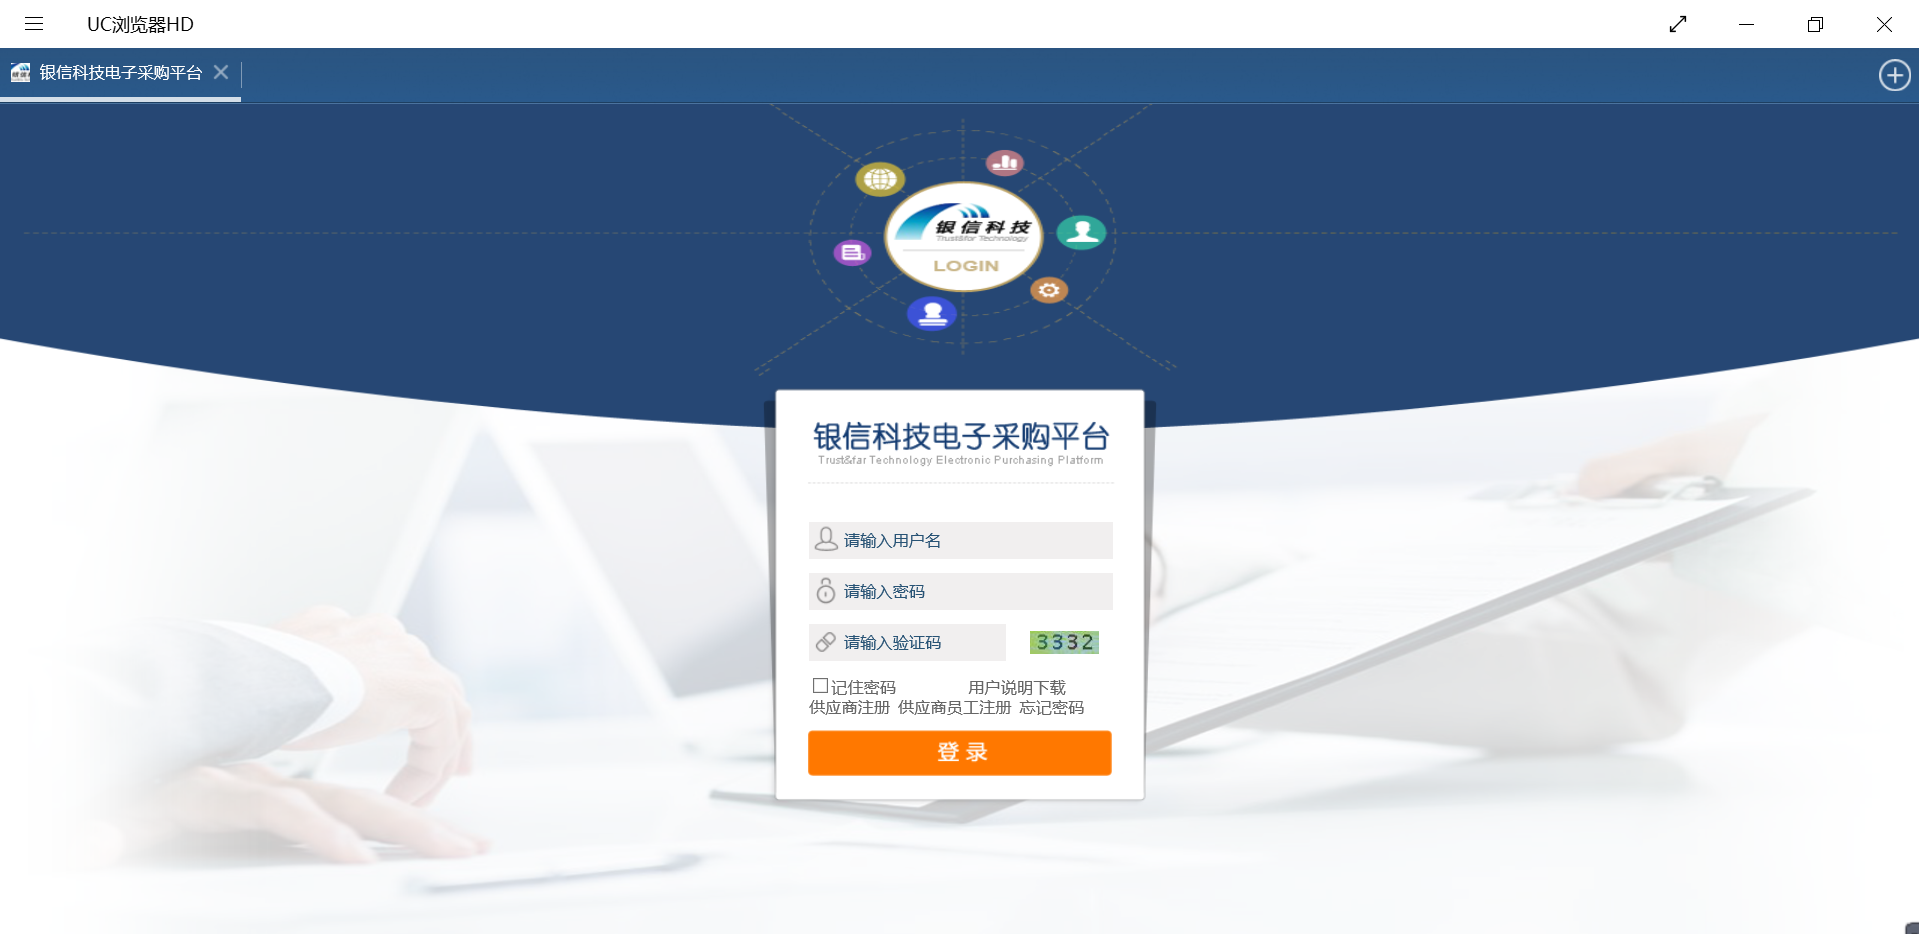 UC浏览器HD
银信科技电子采购平台
银信科技
Trust&far Technology
LOGIN
银信科技电子采购平台
Trust&far Technology Electronic Purchasing Platform
请输入用户名
请输入密码
请输入验证码
3332
记住密码 用户说明下载
供应商注册 供应商员工注册 忘记密码
登录